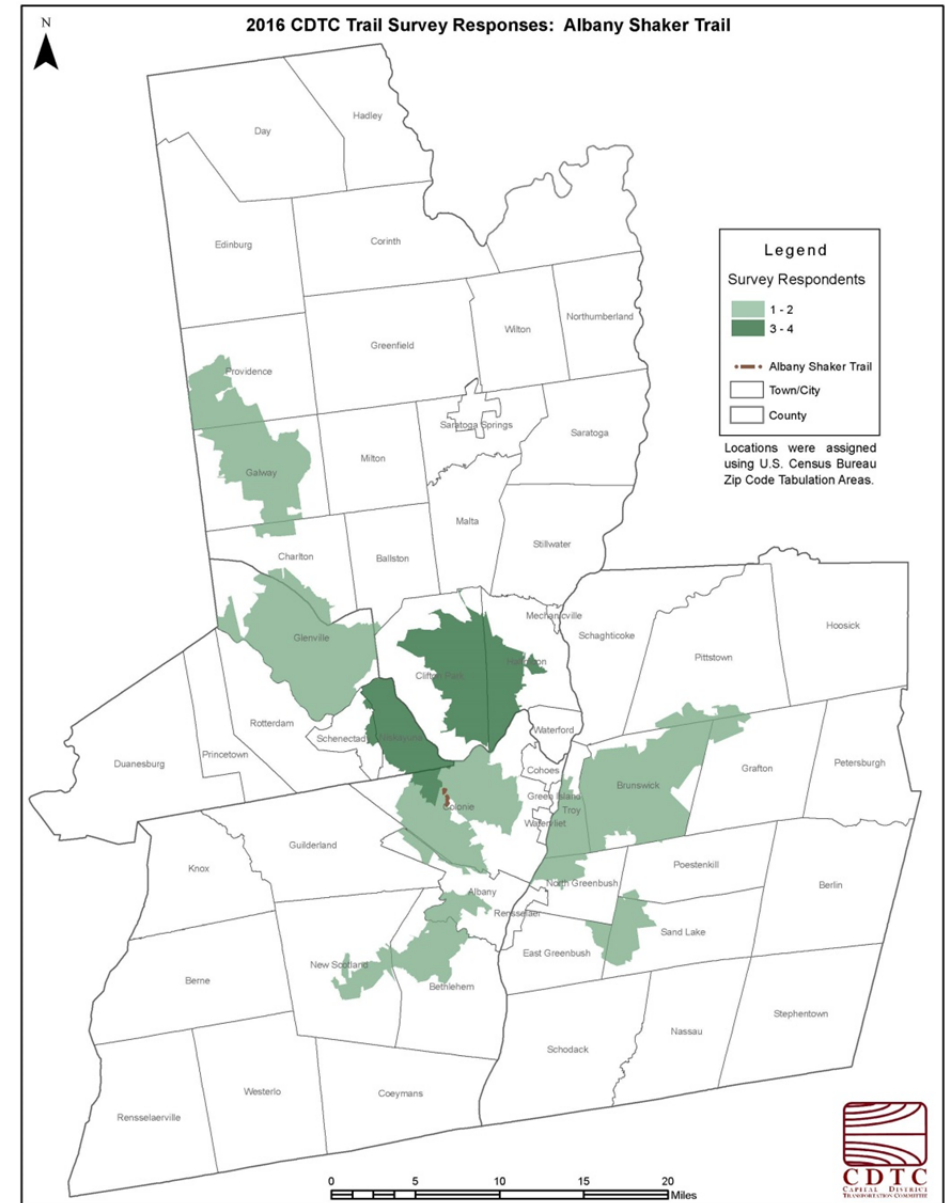 2016 CDTC Trail Survey Responses: Albany Shaker Trail
N
Hadley
Day
Edinburg
Corinth
Legend
Survey Respondents
1 - 2
3 - 4
Albany Shaker Trail
Town/City
County
Locations were assigned
using U.S. Census Bureau
Zip Code Tabulation Areas.
Northumberland
Wilton
Greenfield
Providence
Saratoga Springs
Saratoga
Milton
Galway
Malta
Stillwater
Charlton
Ballston
Mechanicville
Schaghticoke
Hoosick
Glenville
Pittstown
Halfmoon
Clifton Park
Rotterdam
Waterford
Schenectady
Niskayuna
Princetown
Duanesburg
Petersburgh
Grafton
Cohoes
Brunswick
Green Island
Colonie
Troy
Watervliet
Guilderland
Knox
Poestenkill
North Greenbush
Berlin
Albany
Rensselaer
Sand Lake
East Greenbush
New Scotland
Berne
Bethlehem
Stephentown
Nassau
Schodack
Westerlo
Coeymans
Rensselaerville
CDTC
CAPITAL DISTRICT
TRANSPORTATION COMMITTEE
0 5 10 15 20
Miles